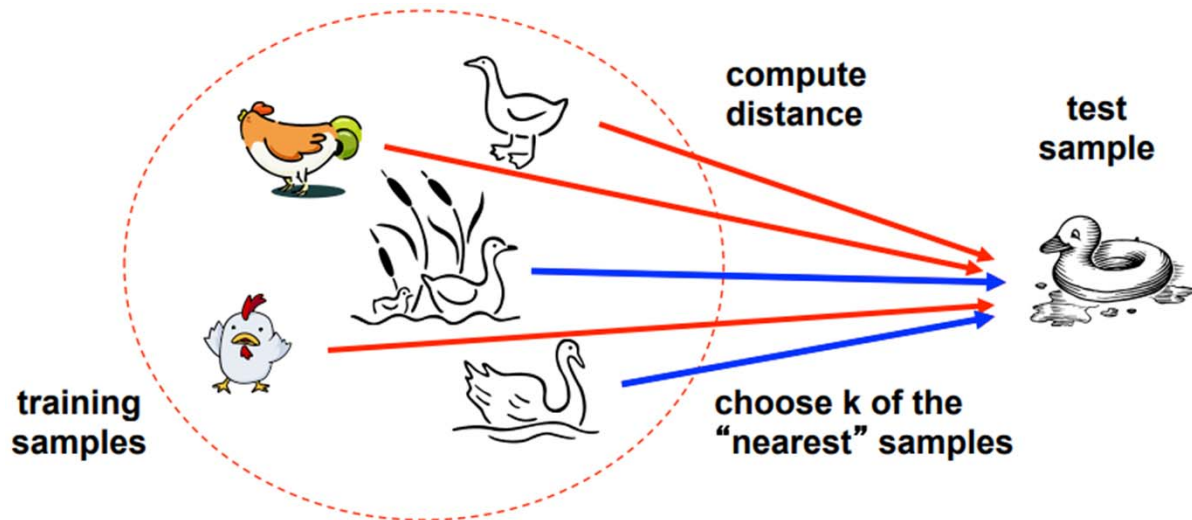 compute
distance
test
sample
training
samples
choose k of the
“nearest” samples